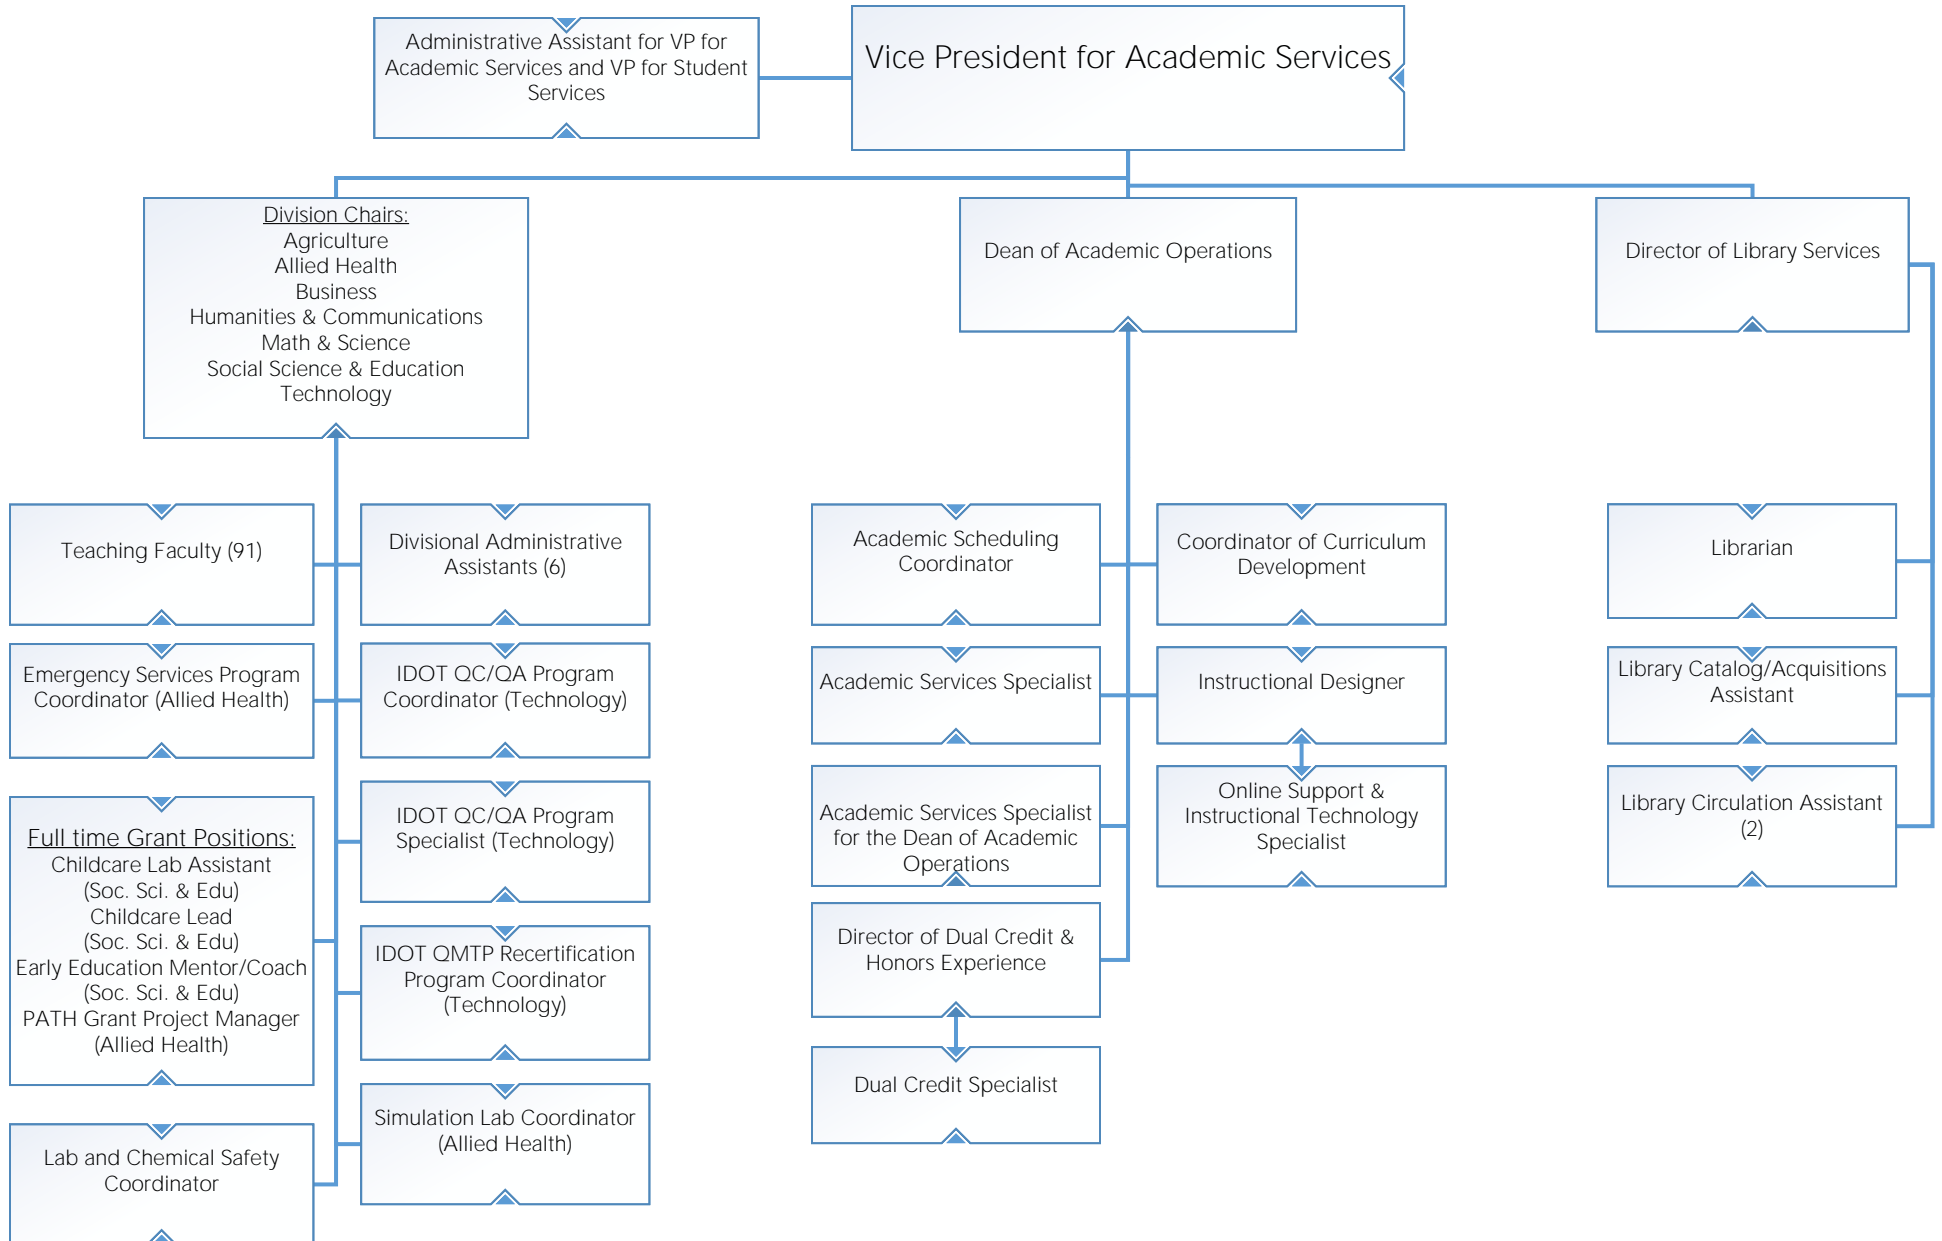 Administrative Assistant for VP for
Academic Services and VP for Student
Services
Vice President for Academic Services
Division Chairs:
Agriculture
Allied Health
Business
Humanities & Communications
Math & Science
Social Science & Education
Technology
Dean of Academic Operations
Director of Library Services
Teaching Faculty (91)
Divisional Administrative
Assistants (6)
Emergency Services Program
Coordinator (Allied Health)
IDOT QC/QA Program
Coordinator (Technology)
Full time Grant Positions:
Childcare Lab Assistant
(Soc. Sci. & Edu)
Childcare Lead
(Soc. Sci. & Edu)
Early Education Mentor/Coach
(Soc. Sci. & Edu)
PATH Grant Project Manager
(Allied Health)
IDOT QC/QA Program
Specialist (Technology)
IDOT QMTP Recertification
Program Coordinator
(Technology)
Simulation Lab Coordinator
(Allied Health)
Lab and Chemical Safety
Coordinator
Academic Scheduling
Coordinator
Coordinator of Curriculum
Development
Academic Services Specialist
Instructional Designer
Academic Services Specialist
for the Dean of Academic
Operations
Online Support &
Instructional Technology
Specialist
Director of Dual Credit &
Honors Experience
Dual Credit Specialist
Librarian
Library Catalog/Acquisitions
Assistant
Library Circulation Assistant
(2)